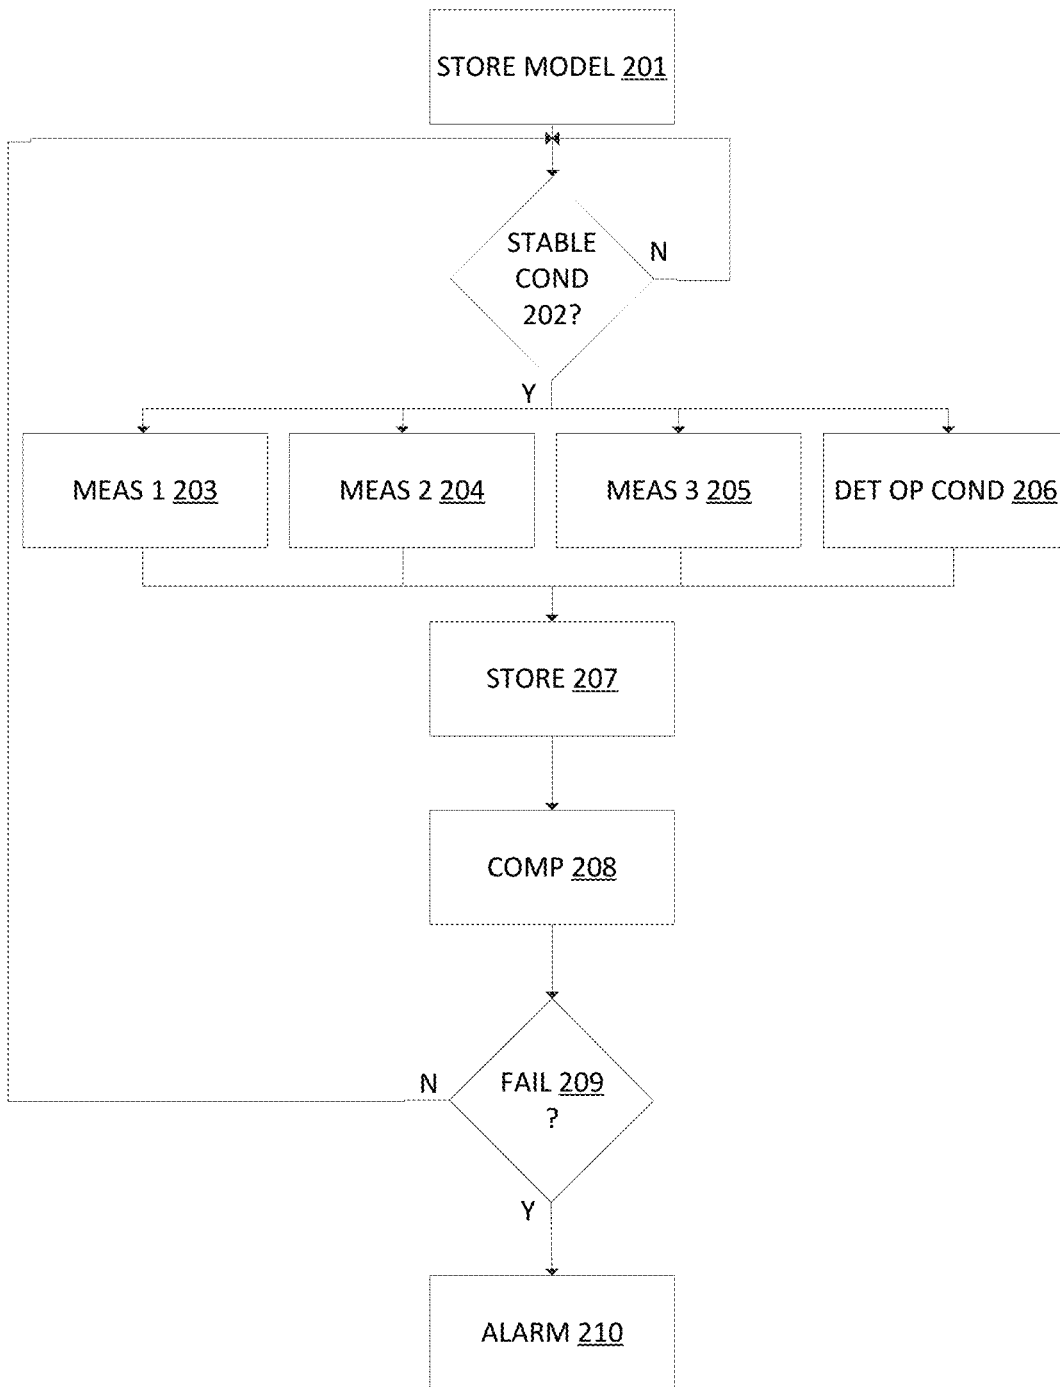 STORE MODEL 201
STABLE
COND
202?
N
Y
MEAS 1 203
MEAS 2 204
MEAS 3 205
DET OP COND 206
STORE 207
COMP 208
N
FAIL 209
?
Y
ALARM 210